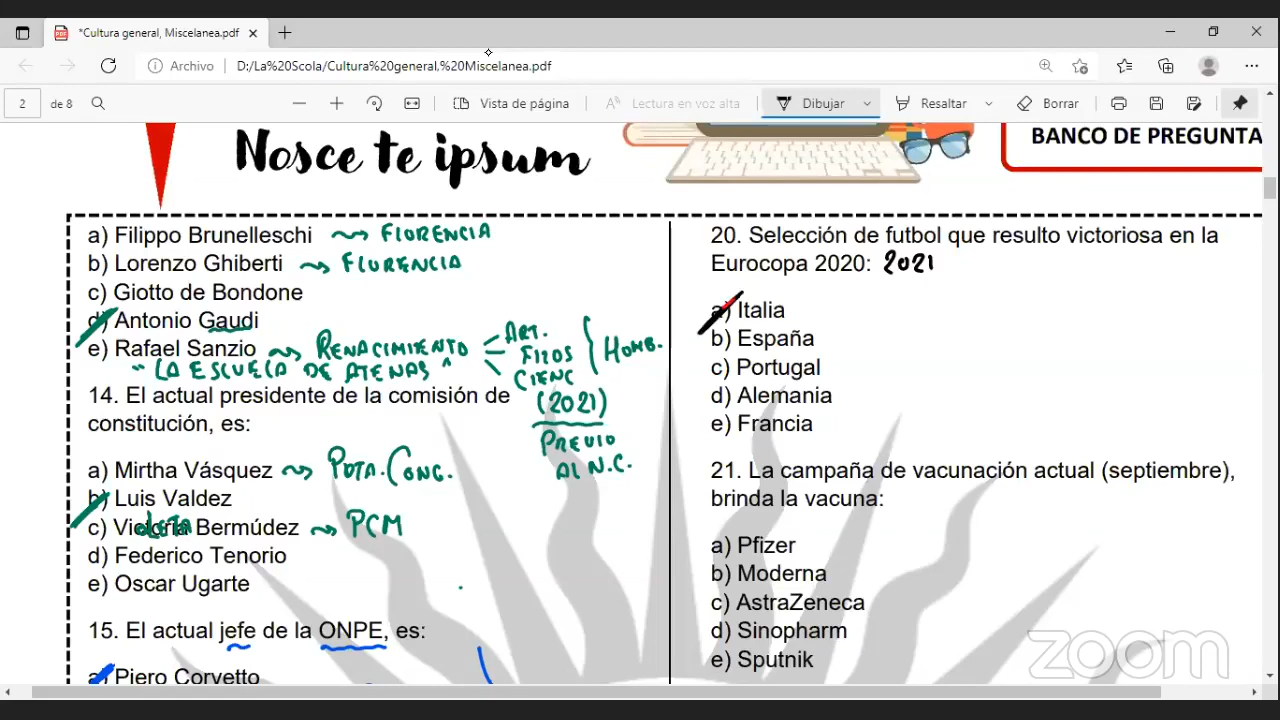 *Cultura general, Miscelanea.pdf
Archivo
D:/La%20Scola/Cultura%20general,%20Miscelanea.pdf
2 de 8
Vista de página
Lectura en voz alta
Dibujar
Resaltar
Borrar
Nosce te ipsum
BANCO DE PREGUNTA
a) Filippo Brunelleschi FLORENCIA
b) Lorenzo Ghiberti FLORENCIA
c) Giotto de Bondone
d) Antonio Gaudi
e) Rafael Sanzio RENACIMIENTO
ART.
FILOS
CIENC
HOMB.
"LA ESCUELA DE ATENAS"
14. El actual presidente de la comisión de
constitución, es:
(2021)
PREVIO
AL N.C.
a) Mirtha Vásquez PDTA. CONG.
b) Luis Valdez
c) Victoria Bermúdez PCM
d) Federico Tenorio
e) Oscar Ugarte
15. El actual jefe de la ONPE, es:
a) Piero Corvetto
20. Selección de futbol que resulto victoriosa en la
Eurocopa 2020: 2021
a) Italia
b) España
c) Portugal
d) Alemania
e) Francia
21. La campaña de vacunación actual (septiembre),
brinda la vacuna:
a) Pfizer
b) Moderna
c) AstraZeneca
d) Sinopharm
e) Sputnik
zoom